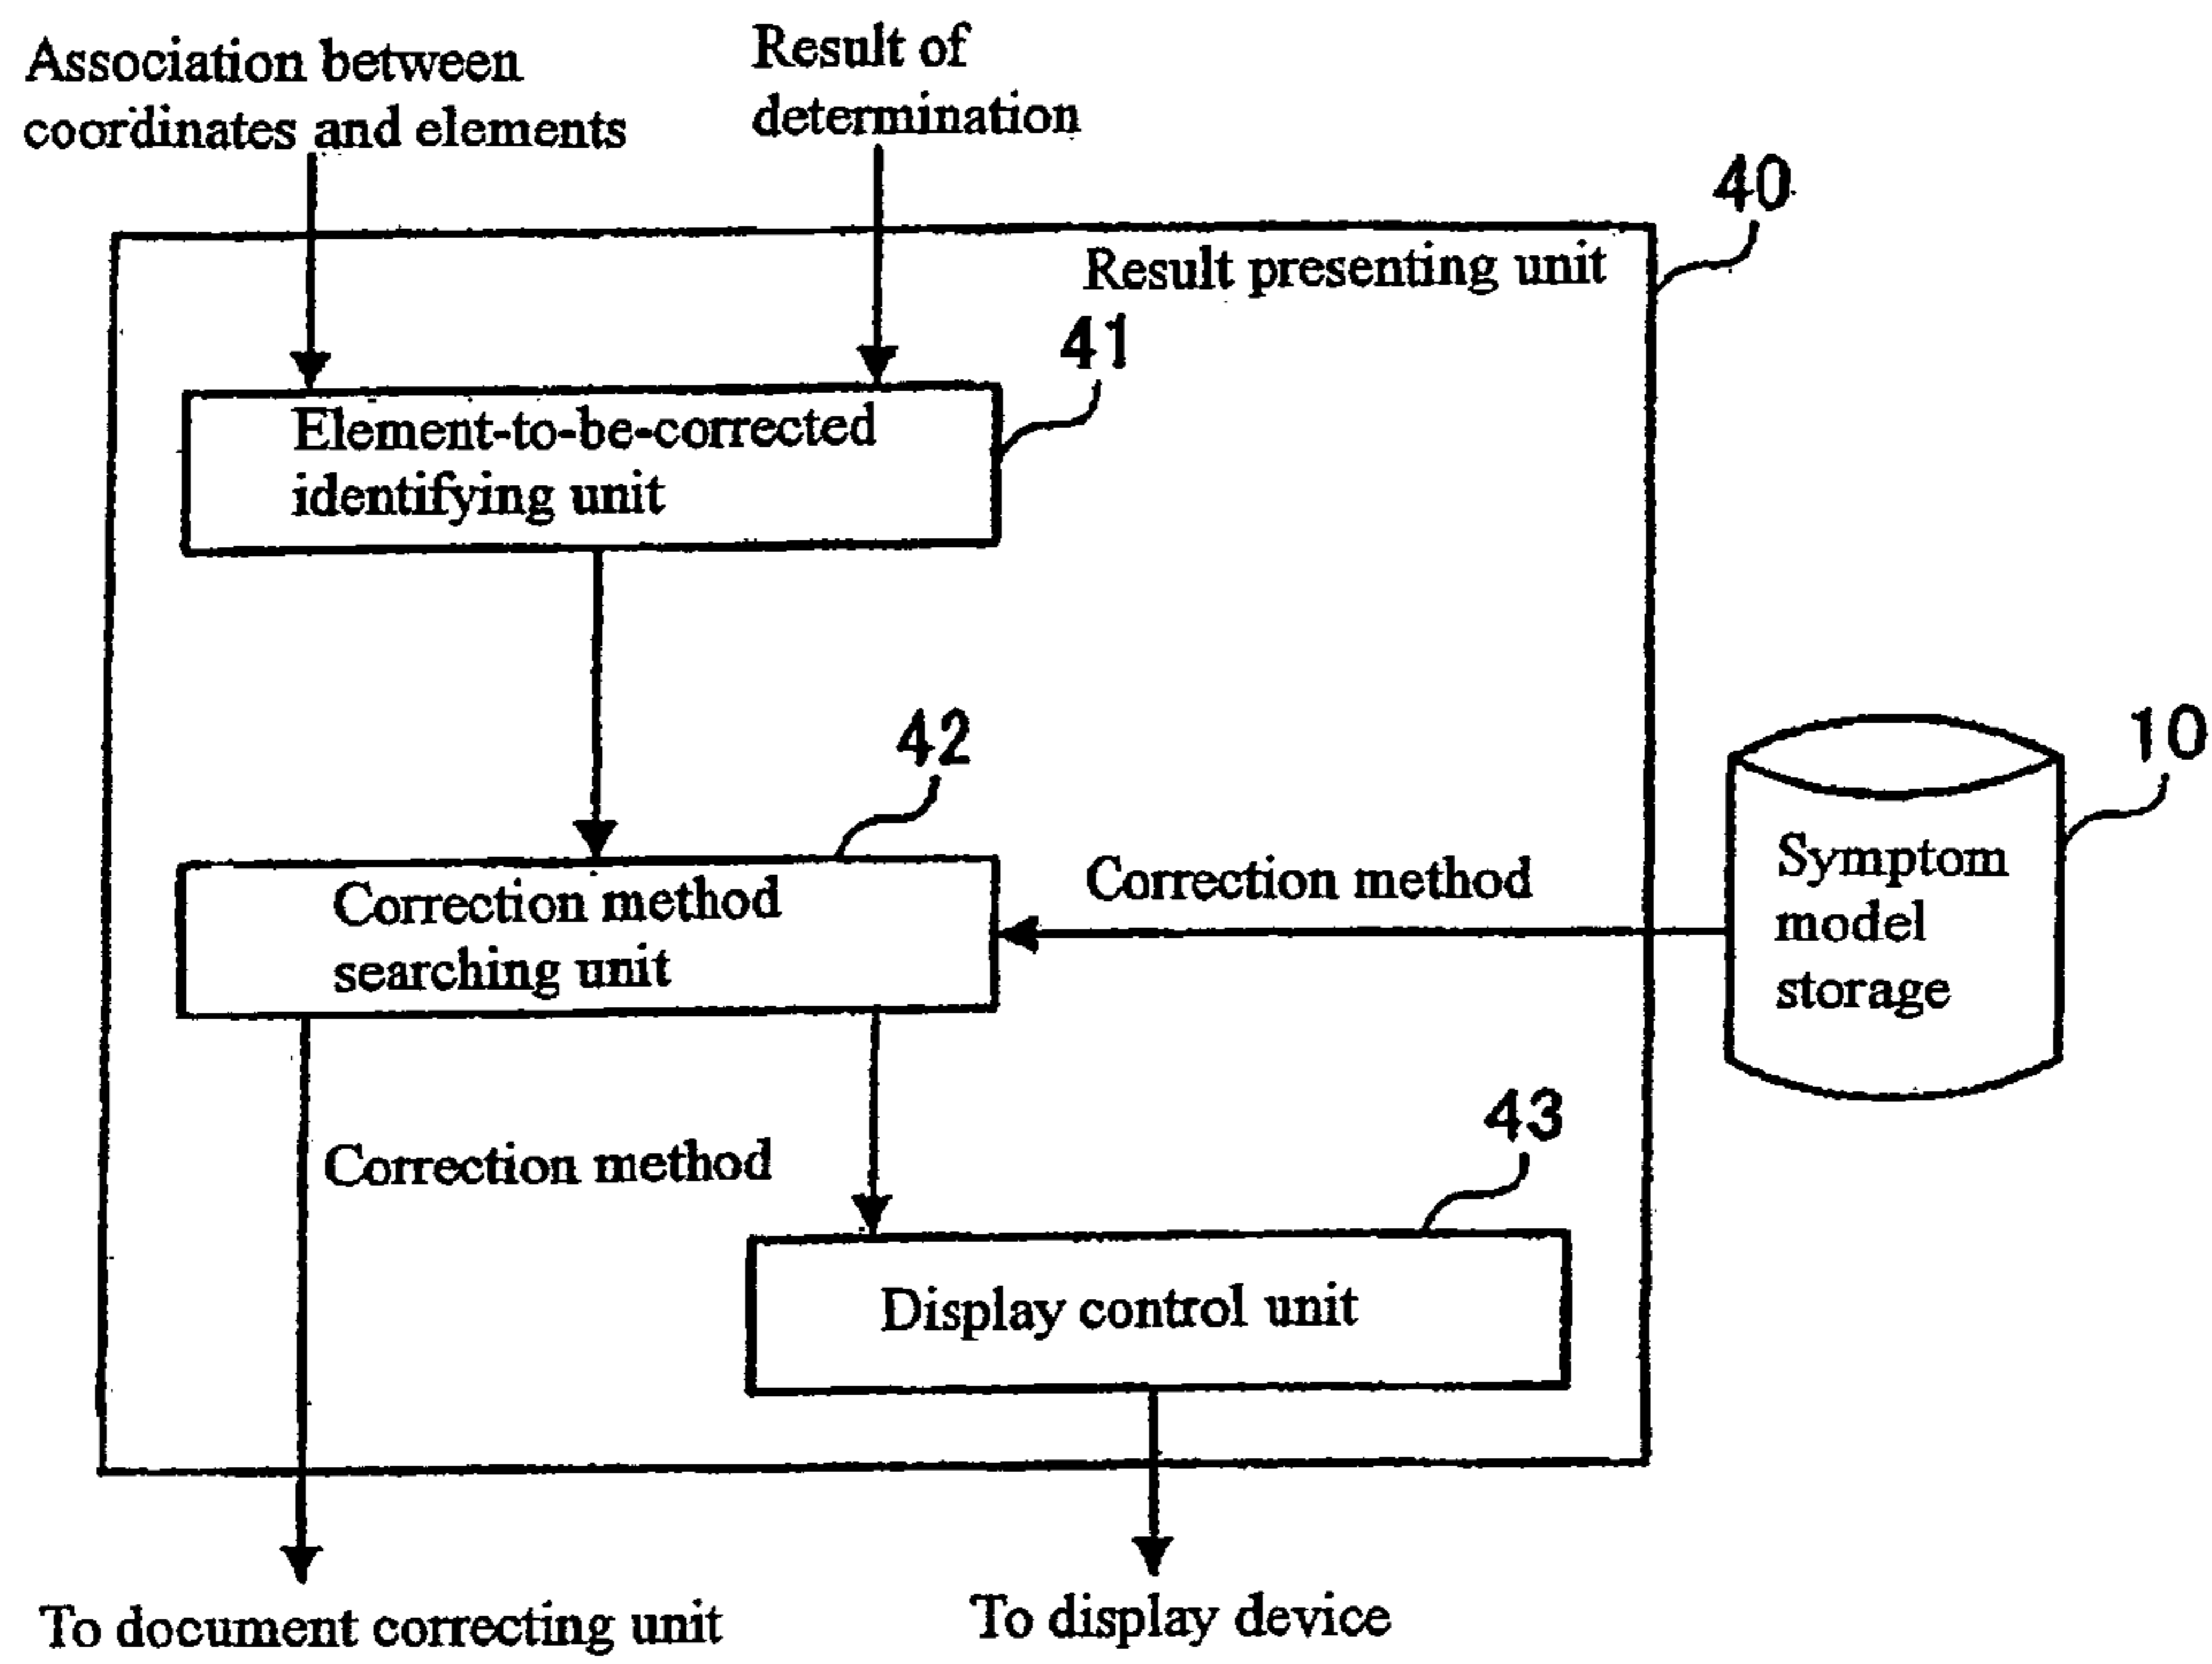 Association between
coordinates and elements
Result of
determination
40
Result presenting unit
41
Element-to-be-corrected
identifying unit
42
10
Correction method
searching unit
Correction method
Symptom
model
storage
43
Correction method
Display control unit
To document correcting unit
To display device